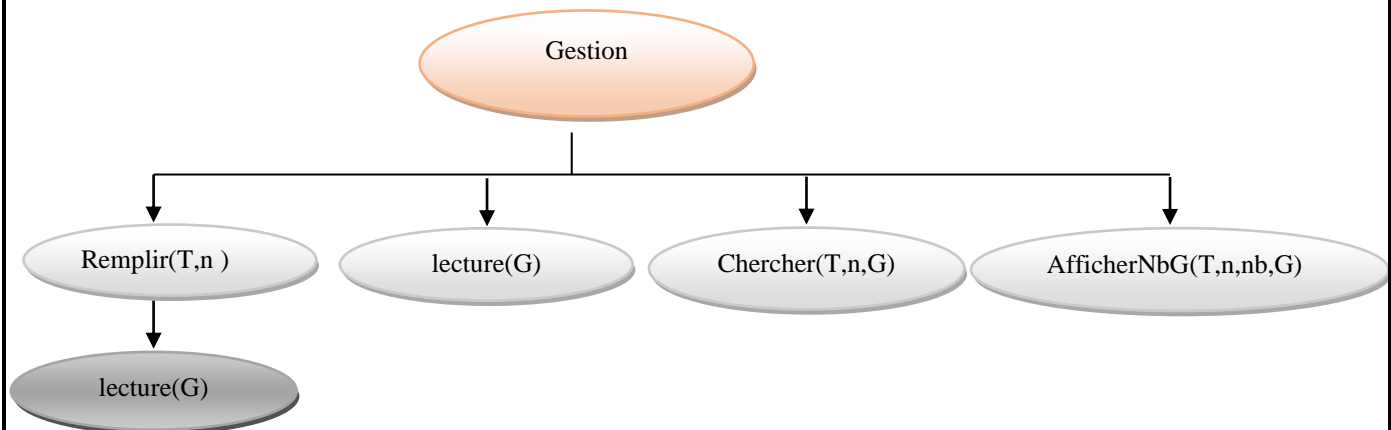 Gestion
Remplir(T,n )
lecture(G)
Chercher(T,n,G)
AfficherNbG(T,n,nb,G)
lecture(G)